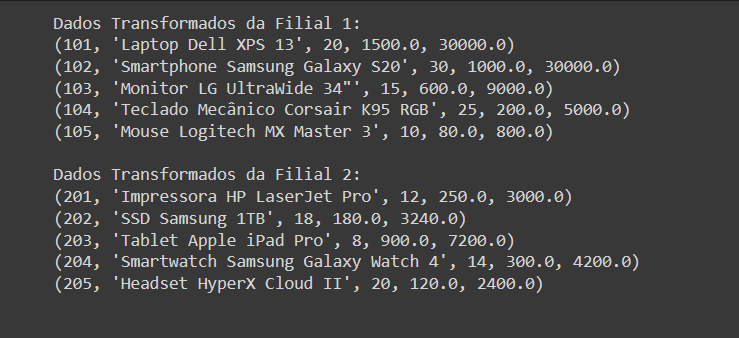 Dados Transformados da Filial 1:
(101, 'Laptop Dell XPS 13', 20, 1500.0, 30000.0)
(102, 'Smartphone Samsung Galaxy S20', 30, 1000.0, 30000.0)
(103, 'Monitor LG UltraWide 34"', 15, 600.0, 9000.0)
(104, 'Teclado Mecânico Corsair K95 RGB', 25, 200.0, 5000.0)
(105, 'Mouse Logitech MX Master 3', 10, 80.0, 800.0)
Dados Transformados da Filial 2:
(201, 'Impressora HP LaserJet Pro', 12, 250.0, 3000.0)
(202, 'SSD Samsung 1TB', 18, 180.0, 3240.0)
(203, 'Tablet Apple iPad Pro', 8, 900.0, 7200.0)
(204, 'Smartwatch Samsung Galaxy Watch 4', 14, 300.0, 4200.0)
(205, 'Headset HyperX Cloud II', 20, 120.0, 2400.0)